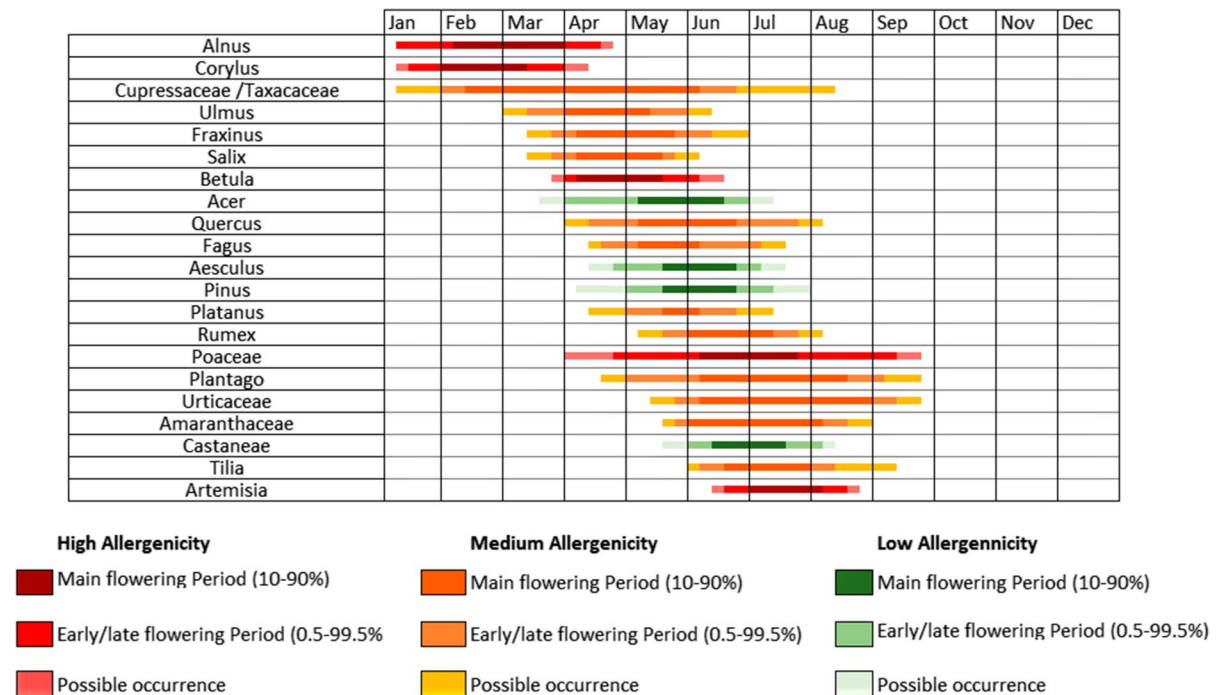 Jan Feb Mar Apr May Jun Jul Aug Sep Oct Nov Dec
Alnus
Corylus
Cupressaceae /Taxacaceae
Ulmus
Fraxinus
Salix
Betula
Acer
Quercus
Fagus
Aesculus
Pinus
Platanus
Rumex
Poaceae
Plantago
Urticaceae
Amaranthaceae
Castaneae
Tilia
Artemisia
High Allergenicity Medium Allergenicity Low Allergennicity
Main flowering Period (10-90%) Main flowering Period (10-90%) Main flowering Period (10-90%)
Early/late flowering Period (0.5-99.5% Early/late flowering Period (0.5-99.5%) Early/late flowering Period (0.5-99.5%)
Possible occurrence Possible occurrence Possible occurrence